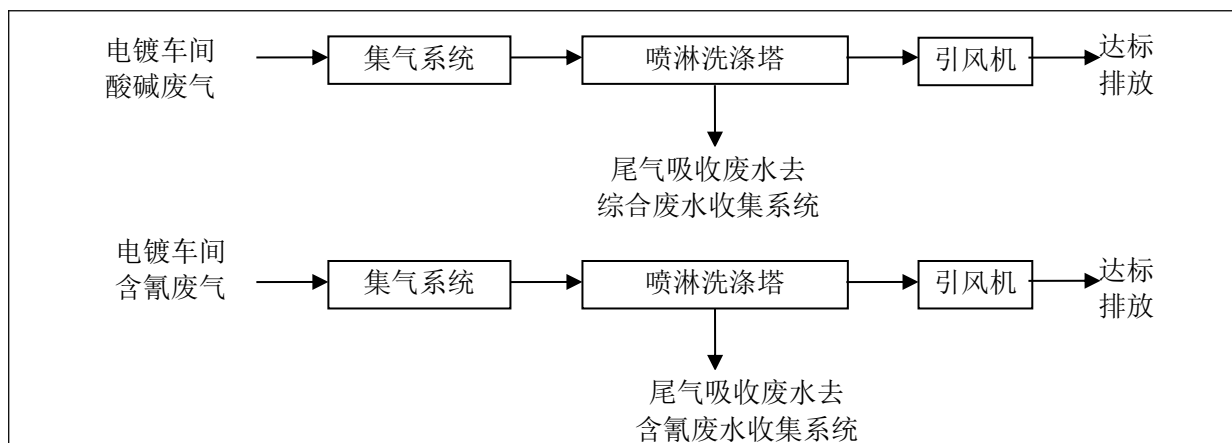 电镀车间
酸碱废气
集气系统
喷淋洗涤塔
引风机
达标
排放
尾气吸收废水去
综合废水收集系统
电镀车间
含氰废气
集气系统
喷淋洗涤塔
引风机
达标
排放
尾气吸收废水去
含氰废水收集系统